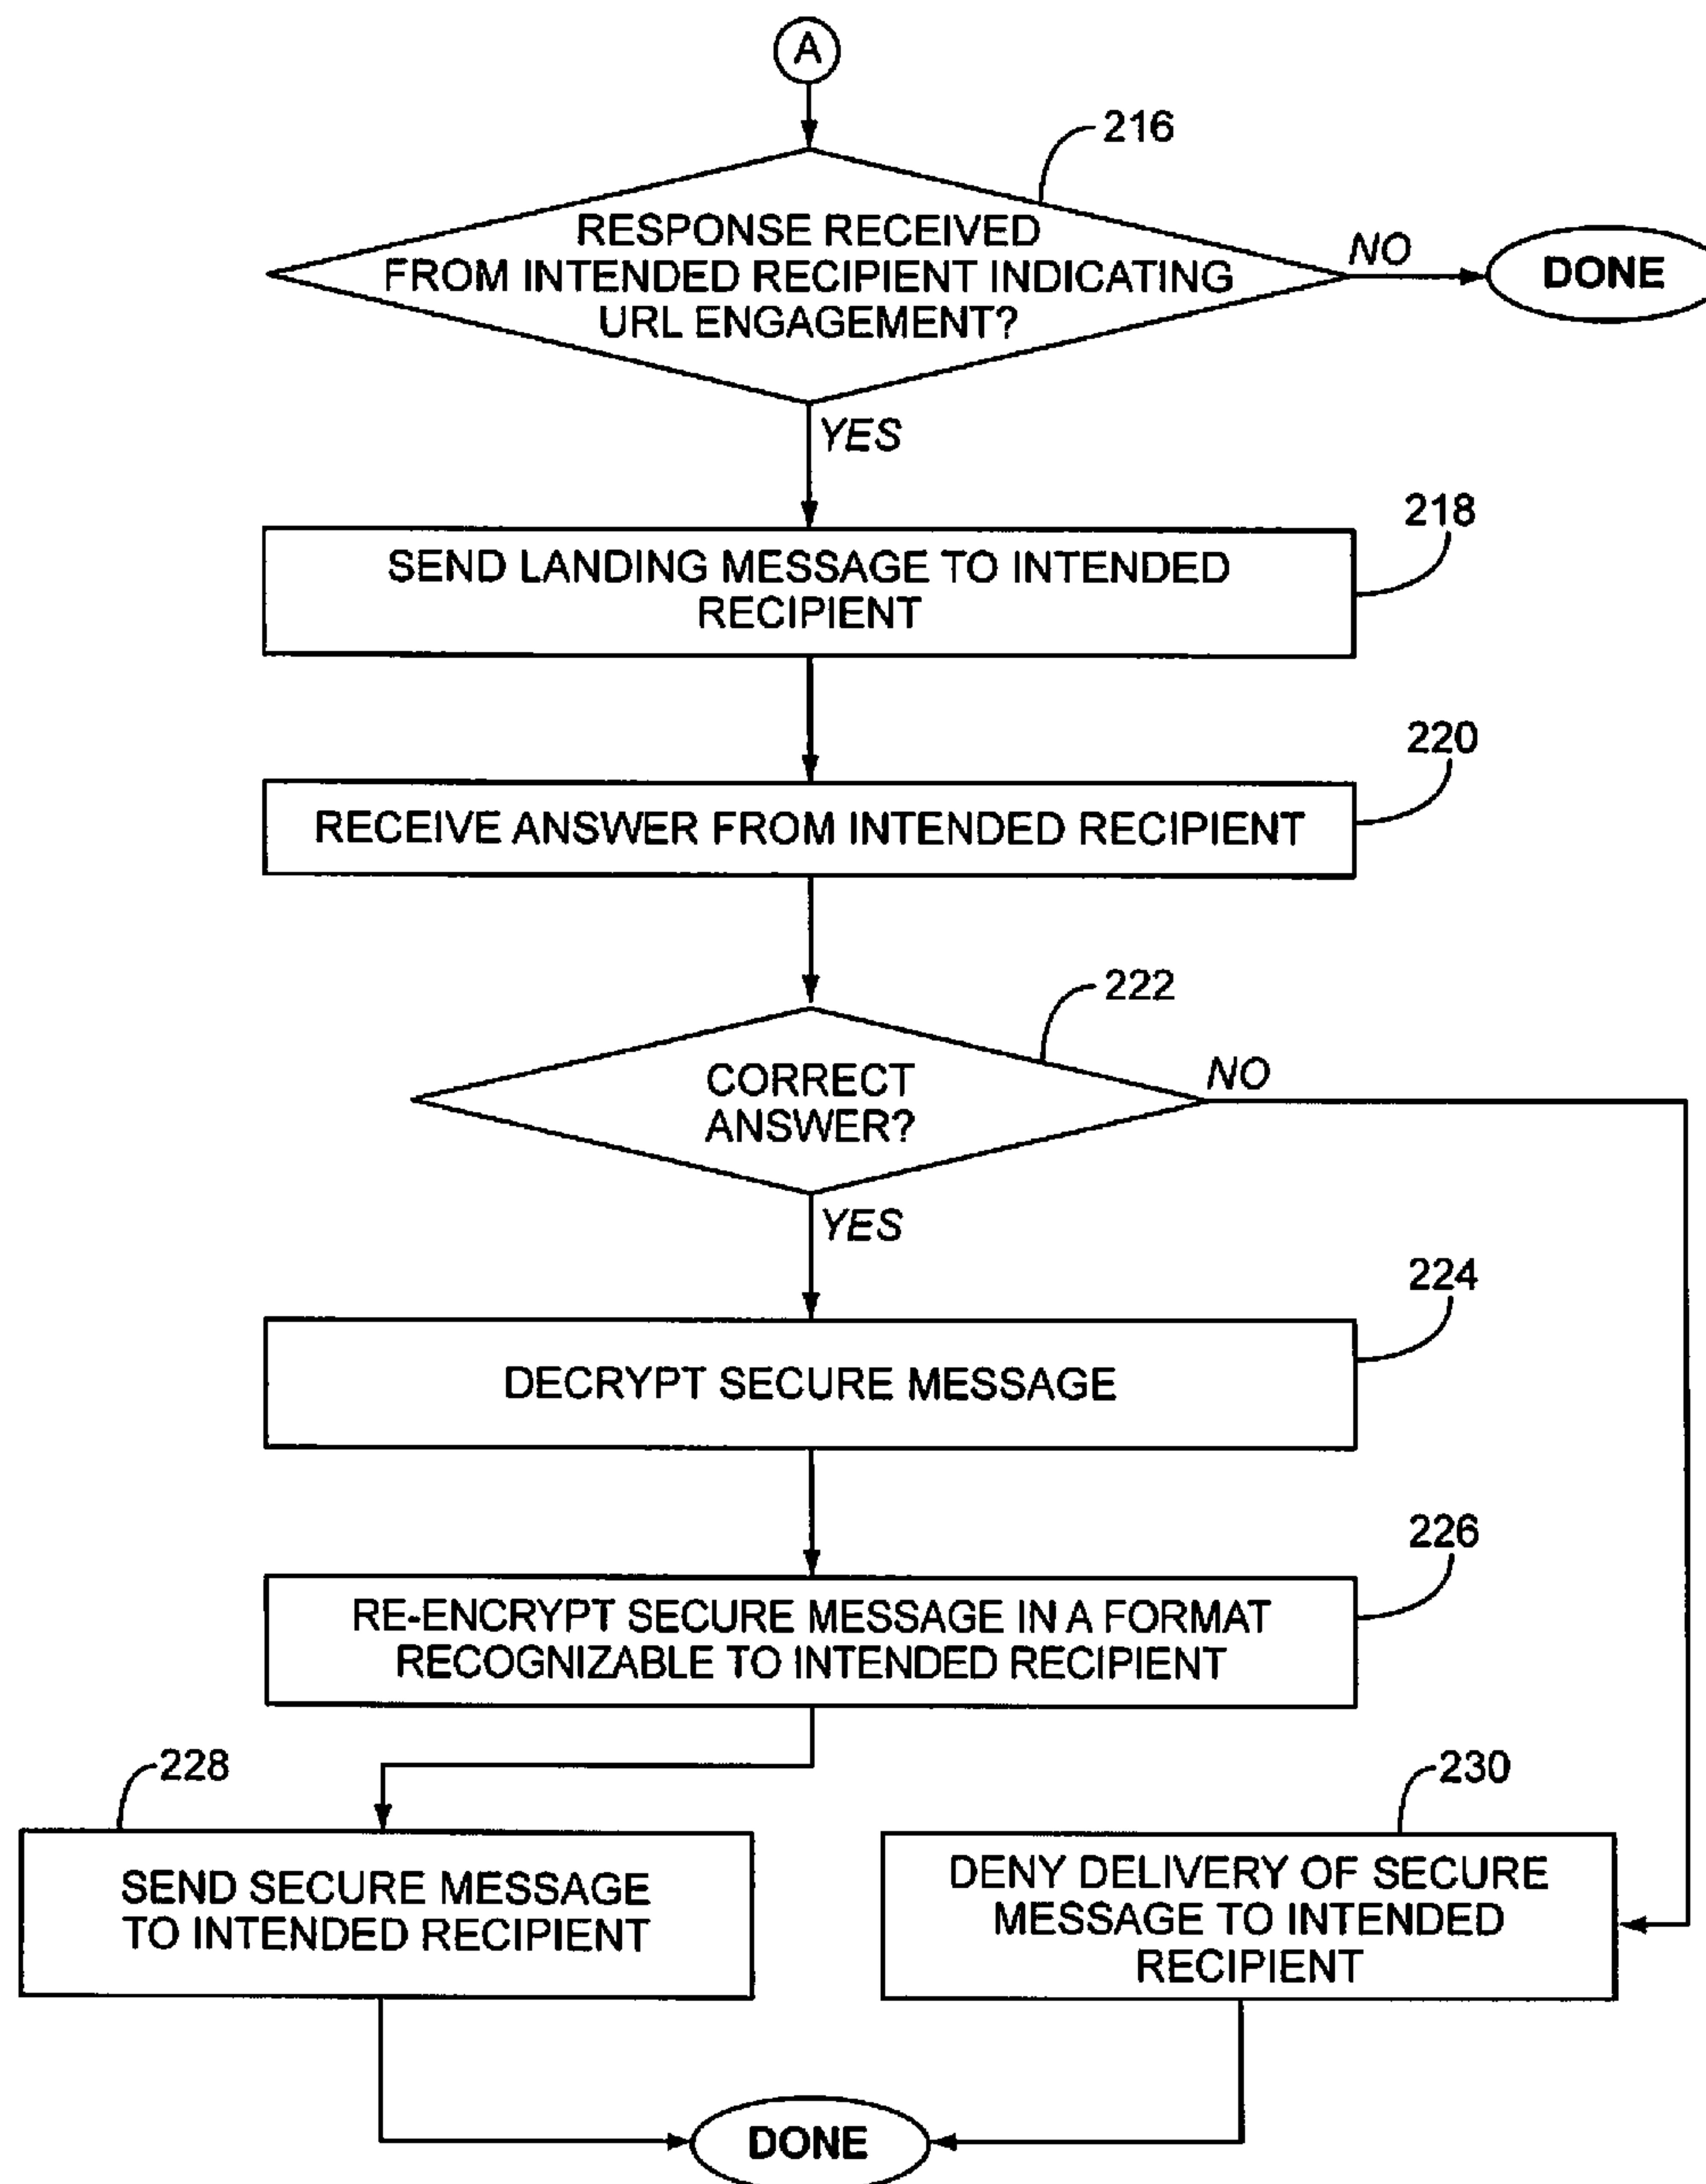 A
216
RESPONSE RECEIVED
FROM INTENDED RECIPIENT INDICATING
URL ENGAGEMENT?
NO
DONE
YES
218
SEND LANDING MESSAGE TO INTENDED
RECIPIENT
220
RECEIVE ANSWER FROM INTENDED RECIPIENT
222
CORRECT
ANSWER?
NO
YES
224
DECRYPT SECURE MESSAGE
226
RE-ENCRYPT SECURE MESSAGE IN A FORMAT
RECOGNIZABLE TO INTENDED RECIPIENT
228
SEND SECURE MESSAGE
TO INTENDED RECIPIENT
230
DENY DELIVERY OF SECURE
MESSAGE TO INTENDED
RECIPIENT
DONE